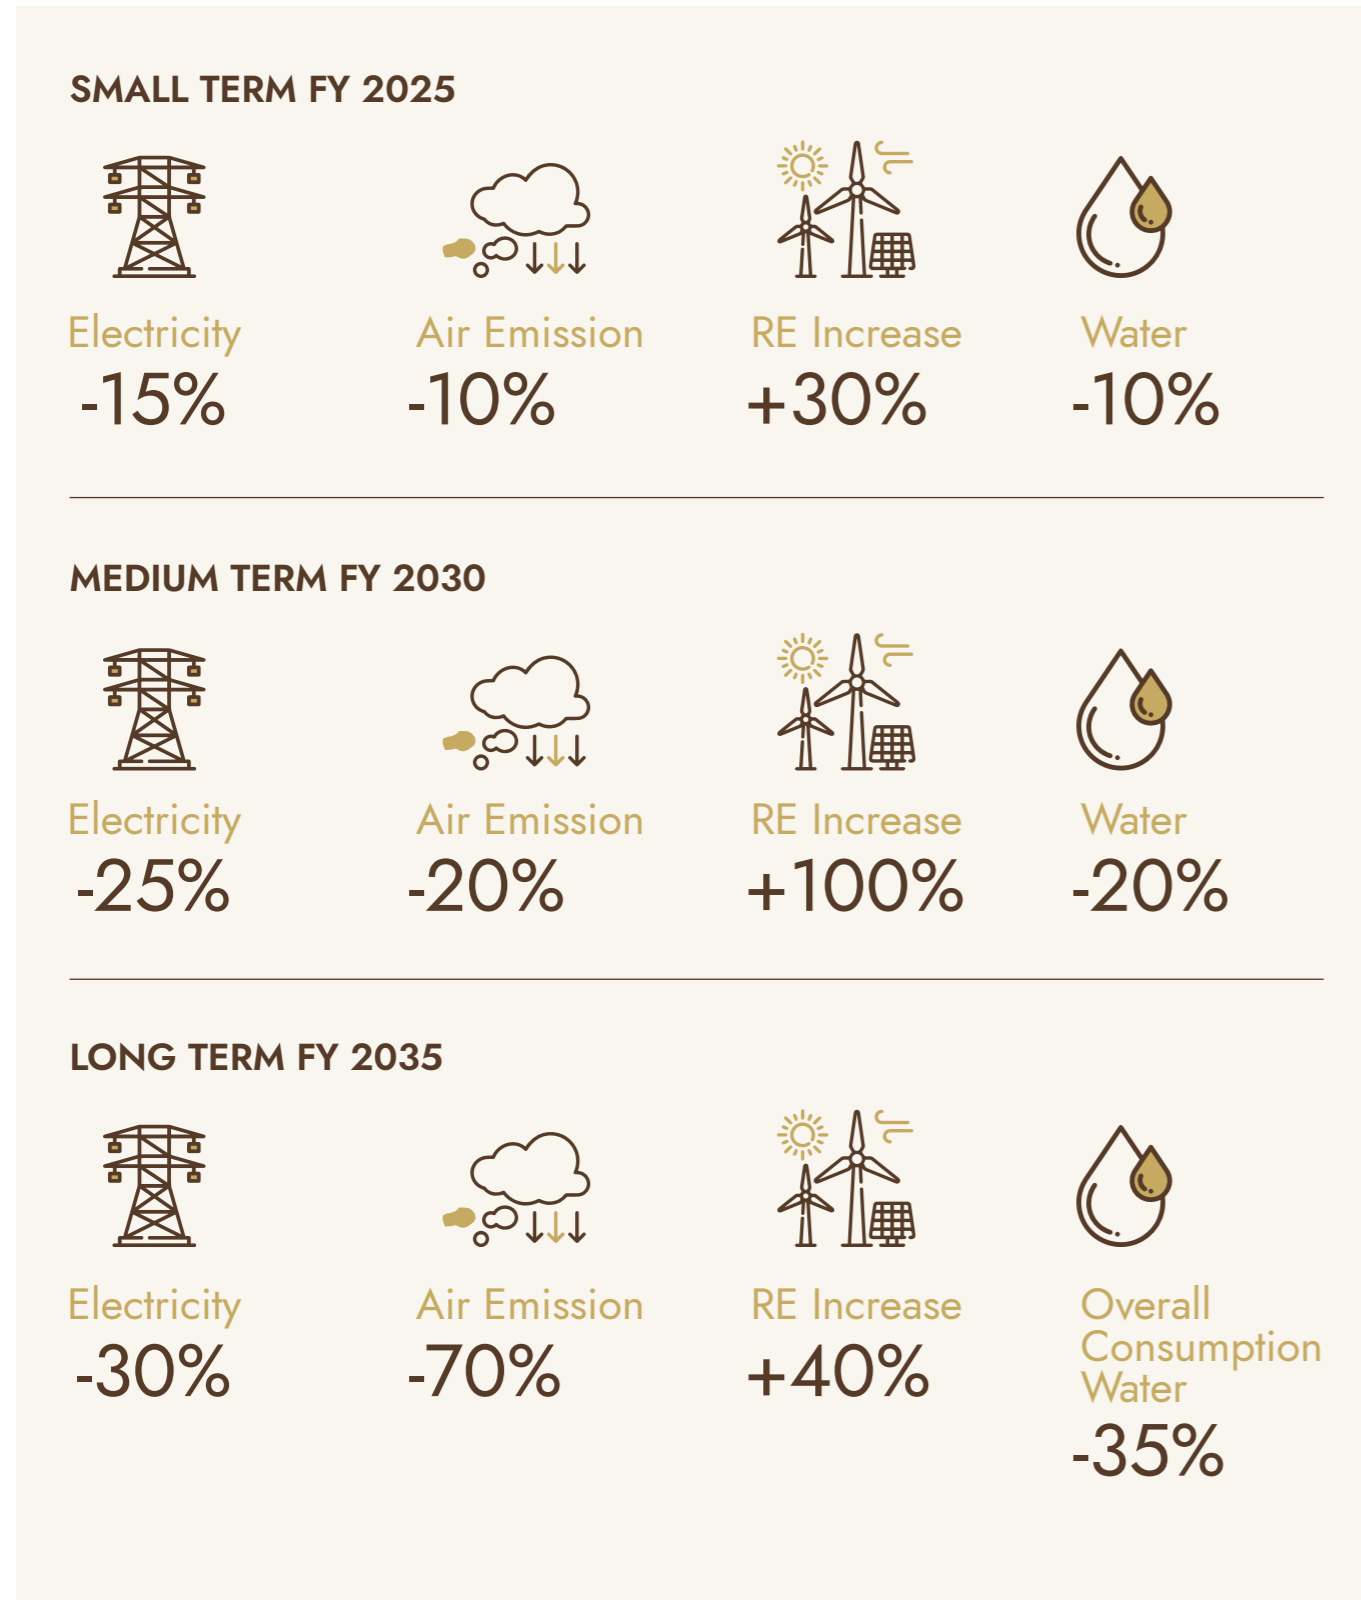 SMALL TERM FY 2025
Electricity
Air Emission
RE Increase
Water
-15%
-10%
+30%
-10%
MEDIUM TERM FY 2030
Electricity
Air Emission
RE Increase
Water
-25%
-20%
+100%
-20%
LONG TERM FY 2035
Electricity
Air Emission
RE Increase
Overall
Consumption
Water
-30%
-70%
+40%
-35%